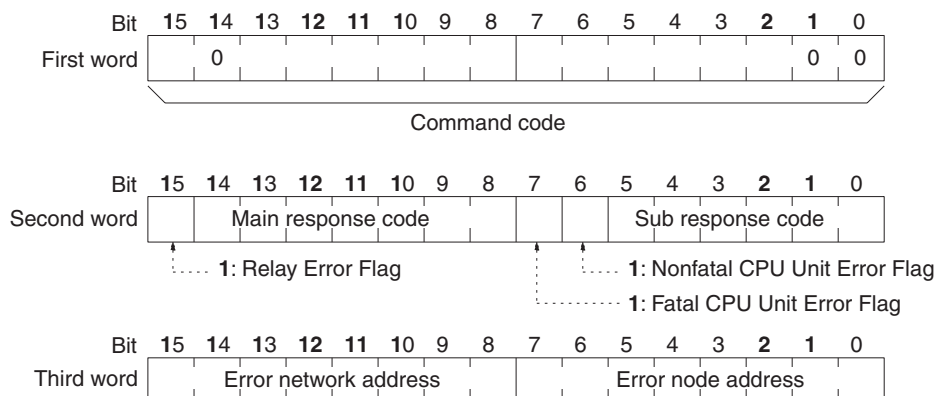 Bit 15 14 13 12 11 10 9 8 7 6 5 4 3 2 1 0
First word 0 0 0
Command code
Bit 15 14 13 12 11 10 9 8 7 6 5 4 3 2 1 0
Second word Main response code Sub response code
1: Relay Error Flag 1: Nonfatal CPU Unit Error Flag
1: Fatal CPU Unit Error Flag
Bit 15 14 13 12 11 10 9 8 7 6 5 4 3 2 1 0
Third word Error network address Error node address